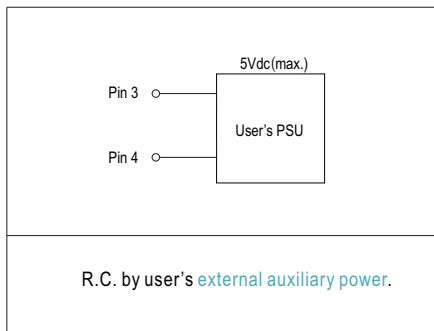 5Vdc(max.)
Pin 3
User's PSU
Pin 4
R.C. by user's external auxiliary power.